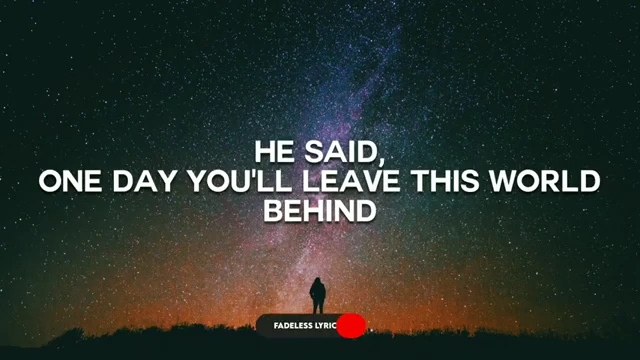 HE SAID,
ONE DAY YOU'LL LEAVE THIS WORLD
BEHIND
FADELESS LYRIC